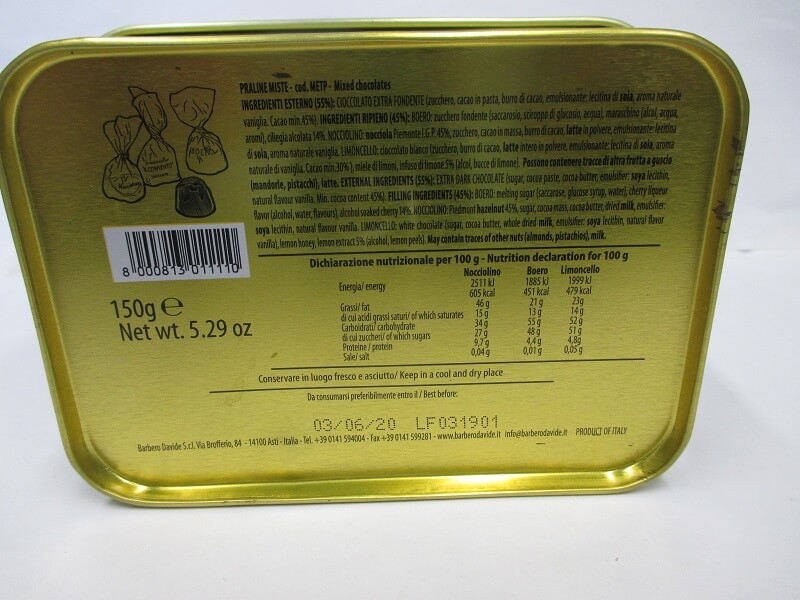 PRALINE MISTE - cod. METP - Mixed chocolates
INGREDIENTI ESTERNO (55%): CIOCCOLATO EXTRA FONDENTE (zucchero, cacao in pasta, burro di cacao, emulsionante: lecitina di soia, aroma naturale
vaniglia. Cacao min.45%). INGREDIENTI RIPIENO (45%): BOERO: zucchero fondente (saccarosio, sciroppo di glucosio, acqua), maraschino (alcol, acqua,
aromi), ciliegia alcolata 14%. NOCCIOLINO: nocciola Piemonte I.G.P. 45%, zucchero, cacao in massa, burro di cacao, latte in polvere, emulsionante: lecitina
di soia, aroma naturale vaniglia. LIMONCELLO: cioccolato bianco (zucchero, burro di cacao, latte intero in polvere, emulsionante: lecitina di soia, aroma
naturale di vaniglia. Cacao min.30% ), miele di limoni, infuso di limone 5% (alcol, bucce di limone). Possono contenere tracce di altra frutta a guscio
(mandorle, pistacchi), latte. EXTERNAL INGREDIENTS (55%): EXTRA DARK CHOCOLATE (sugar, cocoa paste, cocoa butter, emulsifier: soya lecithin,
natural flavour vanilla. Min. cocoa content 45%). FILLING INGREDIENTS (45%): BOERO: melting sugar (saccarose, glucose syrup, water), cherry liqueur
flavor (alcohol, water, flavours), alcohol soaked cherry 14%. NOCCIOLINO: Piedmont hazelnut 45%, sugar, cocoa mass, cocoa butter, dried milk, emulsifier:
soya lecithin, natural flavour vanilla. LIMONCELLO: white chocolate (sugar, cocoa butter, whole dried milk, emulsifier: soya lecithin, natural flavor
vanilla), lemon honey, lemon extract 5% (alcohol, lemon peels). May contain traces of other nuts (almonds, pistachios), milk.
8 000813 011110
150g e
Net wt. 5.29 oz
Dichiarazione nutrizionale per 100 g - Nutrition declaration for 100 g
Nocciolino Boero Limoncello
Energia/ energy 2511 kJ 1885 kJ 1999 kJ
605 kcal 451 kcal 479 kcal
Grassi/ fat 46 g 21 g 23g
di cui acidi grassi saturi/ of which saturates 15 g 13 g 14 g
Carboidrati/ carbohydrate 34 g 55 g 52 g
di cui zuccheri/ of which sugars 27 g 48 g 51 g
Proteine / protein 9,7 g 4,4 g 4,8g
Sale/ salt 0,04 g 0,01 g 0,05 g
Conservare in luogo fresco e asciutto/ Keep in a cool and dry place
Da consumarsi preferibilmente entro il / Best before:
03/06/20 LF031901
Barbero Davide S.r.l. Via Brofferio, 84 - 14100 Asti - Italia - Tel. +39 0141 594004 - Fax +39 0141 599281 - www.barberodavide.it info@barberodavide.it PRODUCT OF ITALY